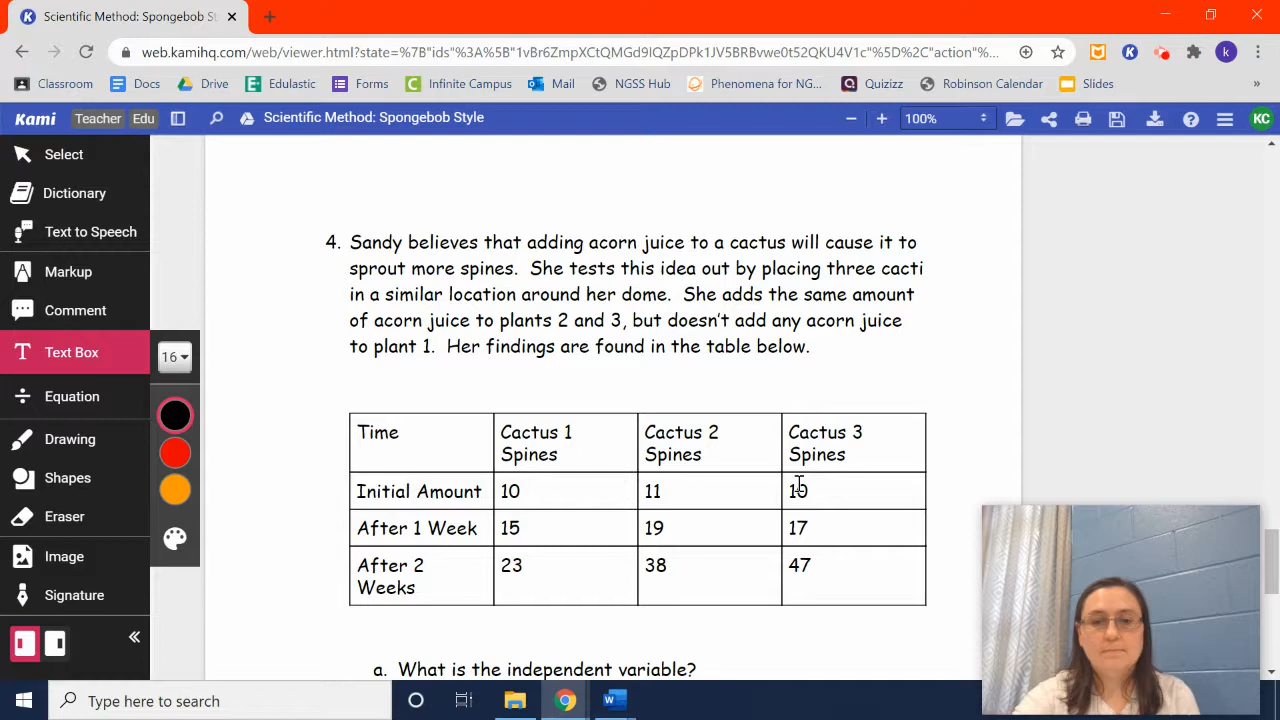 Scientific Method: Spongebob St
web.kamihq.com/web/viewer.html?state=%7B"ids"%3A%5B"1vBr6ZmpXCtQMGd9IQZpDPk1JV5BRBvwe0t52QKU4V1c"%5D%2C"action"%...
Classroom Docs Drive Edulastic Forms Infinite Campus Mail NGSS Hub Phenomena for NG... Quizizz Robinson Calendar Slides »
Kami Teacher Edu Scientific Method: Spongebob Style 100% KC
Select
Dictionary
Text to Speech
Markup
Comment
Text Box
16
Equation
Drawing
Shapes
Eraser
Image
Signature
4. Sandy believes that adding acorn juice to a cactus will cause it to
sprout more spines. She tests this idea out by placing three cacti
in a similar location around her dome. She adds the same amount
of acorn juice to plants 2 and 3, but doesn't add any acorn juice
to plant 1. Her findings are found in the table below.
Time Cactus 1 Spines Cactus 2 Spines Cactus 3 Spines
Initial Amount 10 11 10
After 1 Week 15 19 17
After 2 Weeks 23 38 47
a. What is the independent variable?
Type here to search